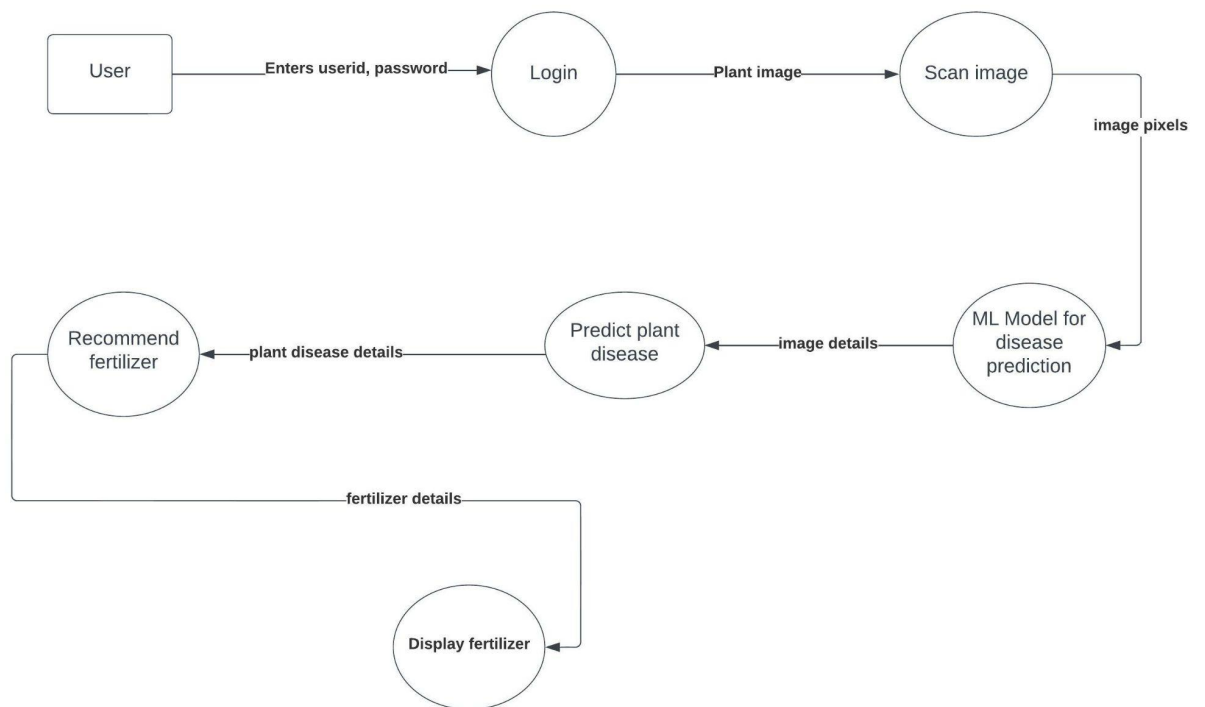 User
Enters userid, password
Login
Plant image
Scan image
image pixels
ML Model for
disease
prediction
image details
Predict plant
disease
plant disease details
Recommend
fertilizer
fertilizer details
Display fertilizer